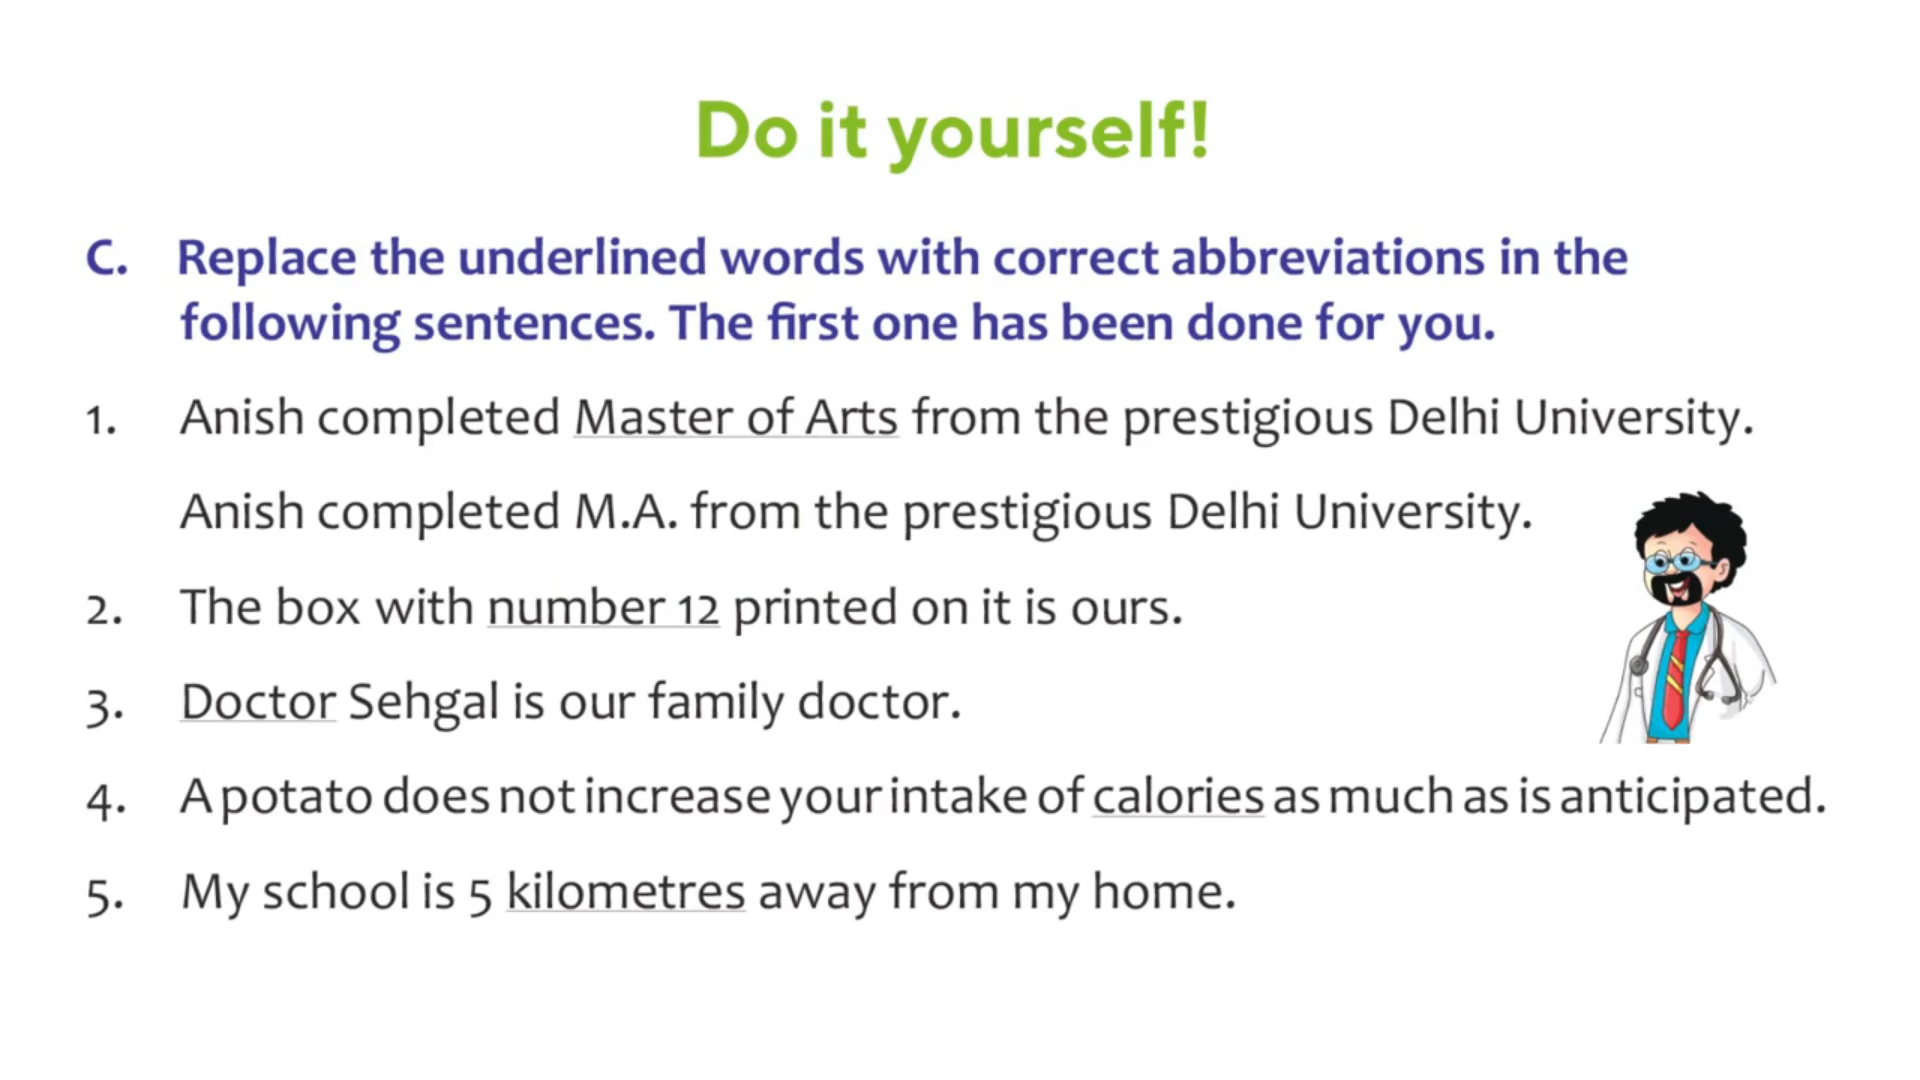 Do it yourself!
C. Replace the underlined words with correct abbreviations in the
following sentences. The first one has been done for you.
1. Anish completed Master of Arts from the prestigious Delhi University.
Anish completed M.A. from the prestigious Delhi University.
2. The box with number 12 printed on it is ours.
3. Doctor Sehgal is our family doctor.
4. A potato does not increase your intake of calories as much as is anticipated.
5. My school is 5 kilometres away from my home.